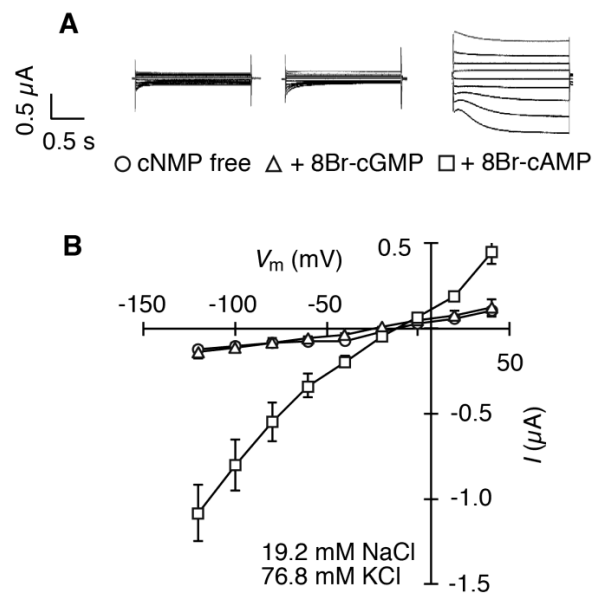 A
0.5 μA
0.5 s
cNMP free + 8Br-cGMP + 8Br-cAMP
B
Vm (mV)
0.5
-150 -100 -50
50
-0.5
I (μA)
-1.0
19.2 mM NaCl
76.8 mM KCl
-1.5